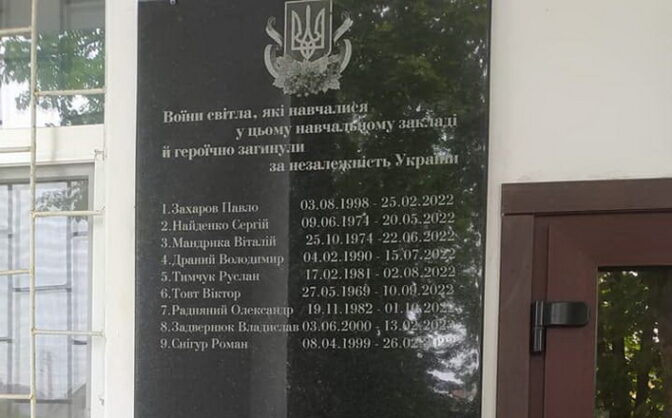 Воїни світла, які навчалися
у цьому навчальному закладі
й героїчно загинули
за незалежність України
1.Захаров Павло 03.08.1998 - 25.02.2022
2.Найденко Сергій 09.06.1974 - 20.05.2022
3.Мандрика Віталій 25.10.1974 - 22.06.2022
4.Драний Володимир 04.02.1990 - 15.07.2022
5.Тимчук Руслан 17.02.1981 - 02.08.2022
6.Товт Віктор 27.05.1969 - 10.09.2022
7.Радняний Олександр 19.11.1982 - 01.10.2022
8.Задвернюк Владислав 03.06.2000 - 13.02.2023
9.Снігур Роман 08.04.1999 -